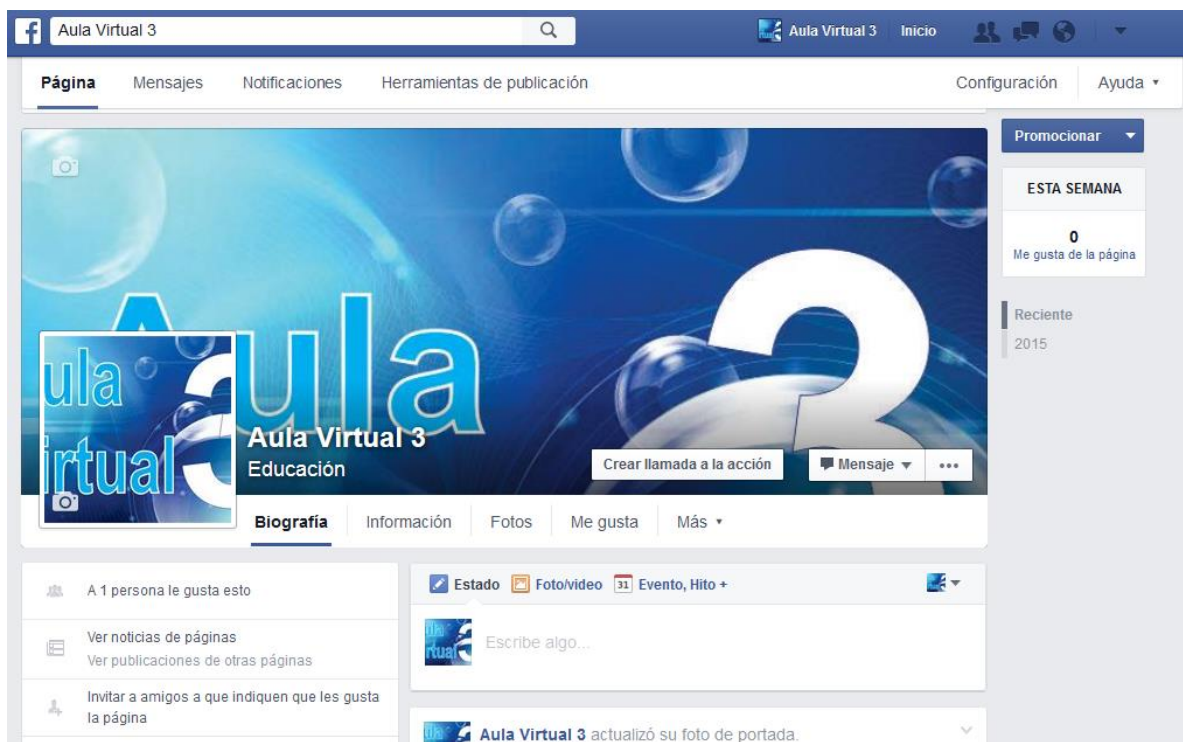 f Aula Virtual 3 Aula Virtual 3 Inicio
Página Mensajes Notificaciones Herramientas de publicación Configuración Ayuda
Promocionar
ESTA SEMANA
0
Me gusta de la página
Reciente
2015
Aula 3
ula
irtual
Aula Virtual 3
Educación
Crear llamada a la acción Mensaje
Biografía Información Fotos Me gusta Más
A 1 persona le gusta esto
Ver noticias de páginas
Ver publicaciones de otras páginas
Invitar a amigos a que indiquen que les gusta
la página
Estado Foto/video 31 Evento, Hito +
Escribe algo...
Aula Virtual 3 actualizó su foto de portada.